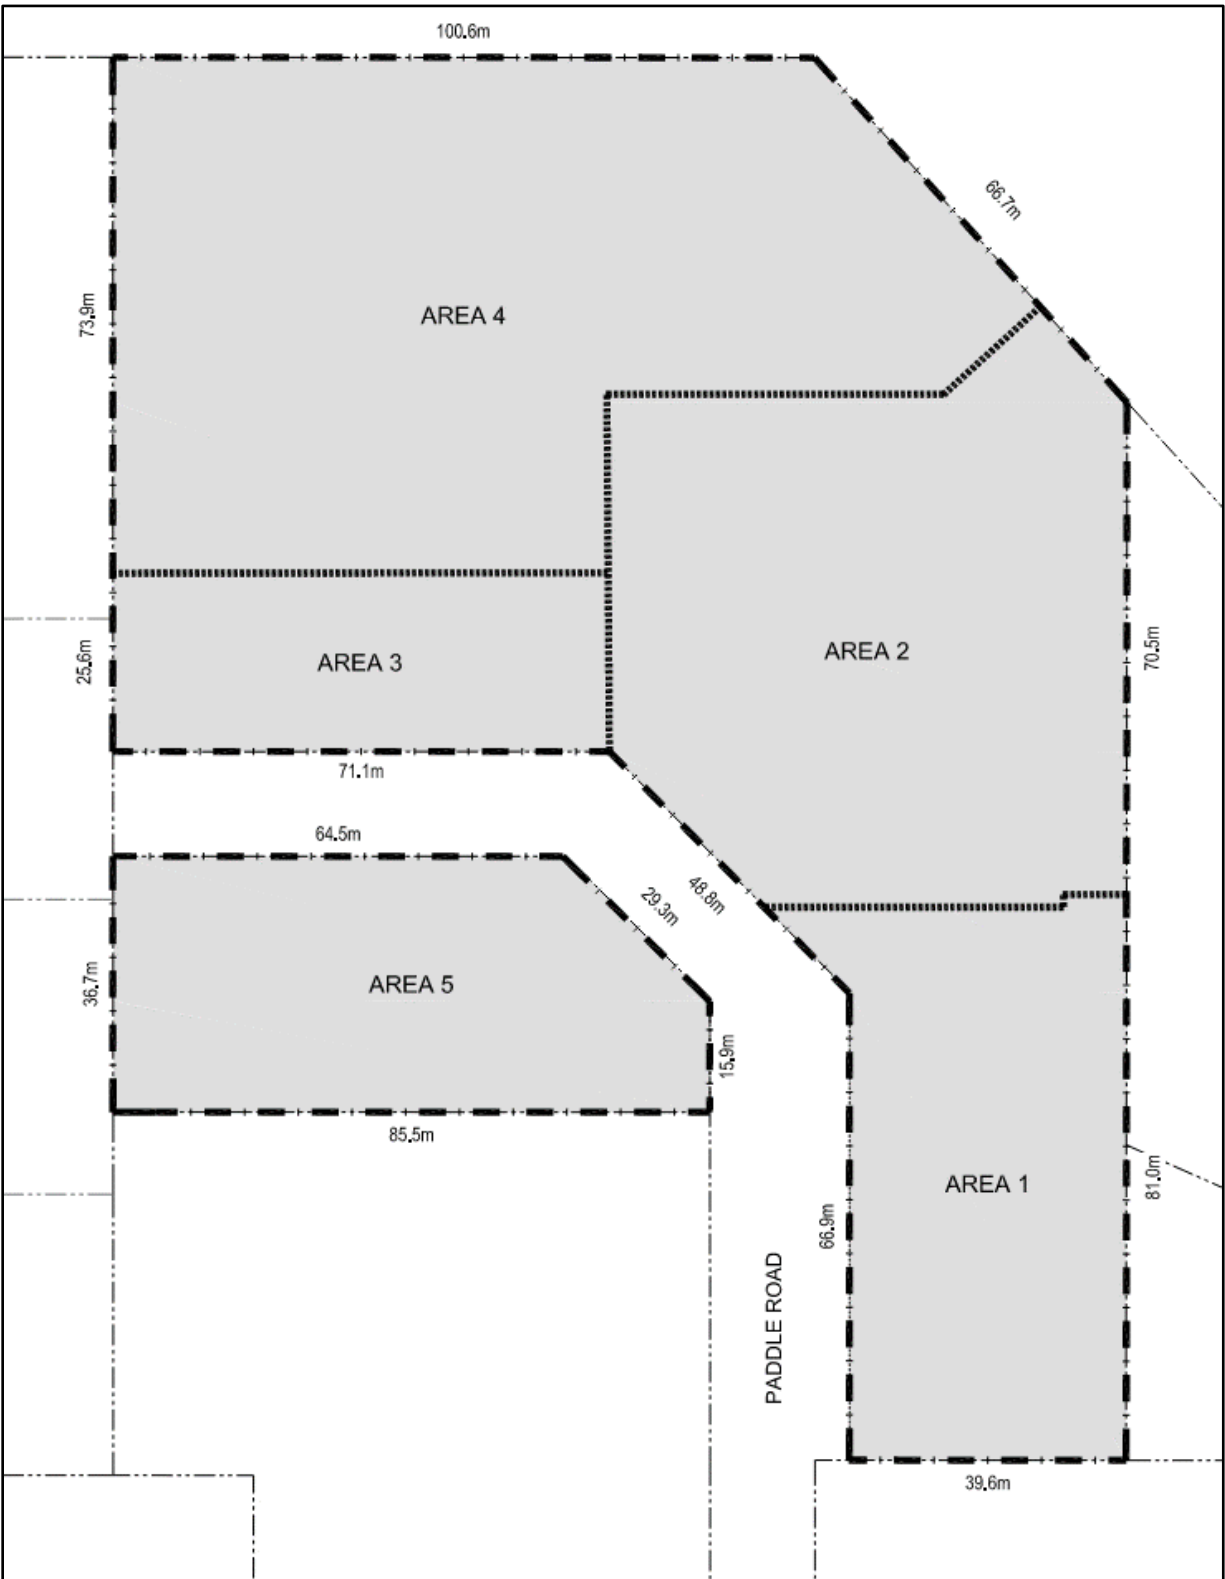 100.6m
66.7m
73.9m
AREA 4
25.6m
AREA 3
AREA 2
70.5m
71.1m
64.5m
29.3m
48.8m
36.7m
AREA 5
15.9m
85.5m
AREA 1
81.0m
66.9m
PADDLE ROAD
39.6m